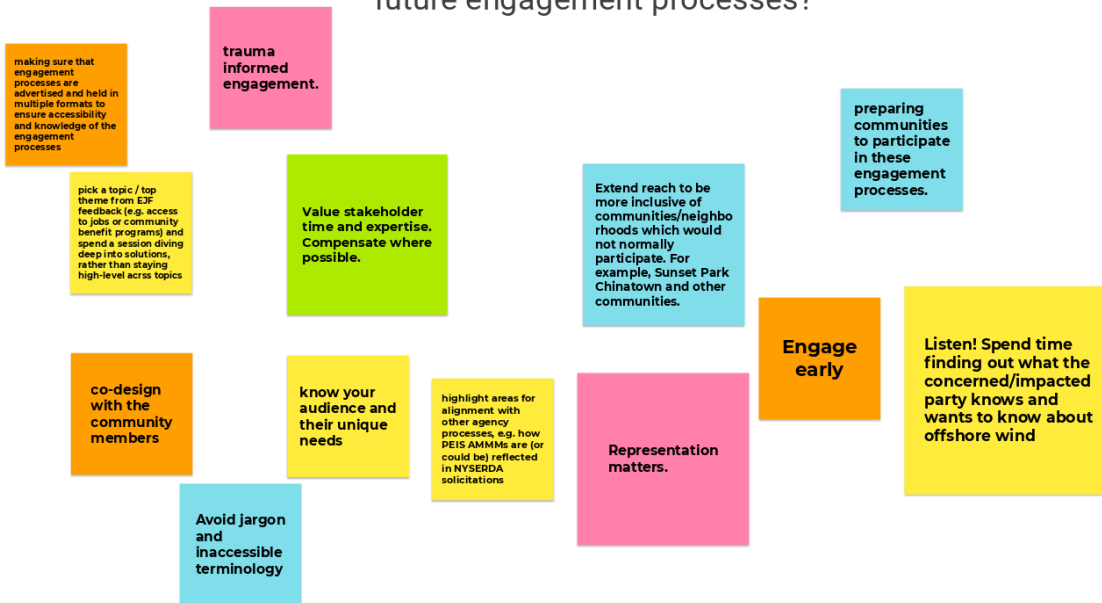 future engagement processes?
trauma
informed
engagement.
making sure that
engagement
processes are
advertised and held in
multiple formats to
ensure accessibility
and knowledge of the
engagement
processes
preparing
communities
to participate
in these
engagement
processes.
pick a topic / top
theme from EJF
feedback (e.g. access
to jobs or community
benefit programs) and
spend a session diving
deep into solutions,
rather than staying
high-level acrss topics
Value stakeholder
time and expertise.
Compensate where
possible.
Extend reach to be
more inclusive of
communities/neighbo
rhoods which would
not normally
participate. For
example, Sunset Park
Chinatown and other
communities.
Engage
early
Listen! Spend time
finding out what the
concerned/impacted
party knows and
wants to know about
offshore wind
co-design
with the
community
members
know your
audience and
their unique
needs
highlight areas for
alignment with
other agency
processes, e.g. how
PEIS AMMMs are (or
could be) reflected
in NYSERDA
solicitations
Representation
matters.
Avoid jargon
and
inaccessible
terminology